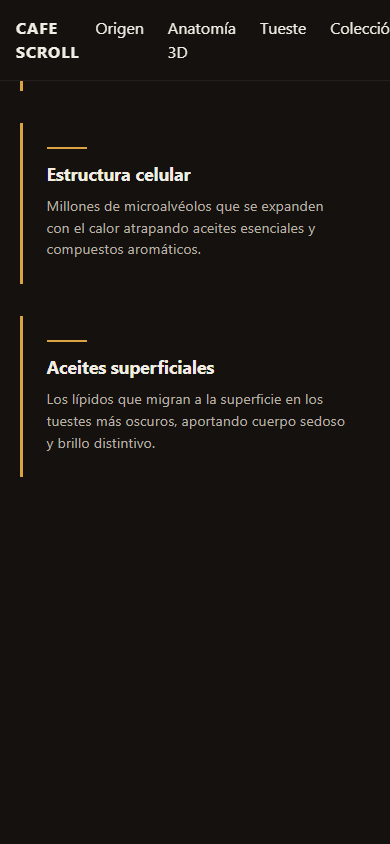 CAFE
SCROLL
Origen
Anatomía
3D
Tueste
Colecció
Estructura celular
Millones de microalvéolos que se expanden
con el calor atrapando aceites esenciales y
compuestos aromáticos.
Aceites superficiales
Los lípidos que migran a la superficie en los
tuestes más oscuros, aportando cuerpo sedoso
y brillo distintivo.